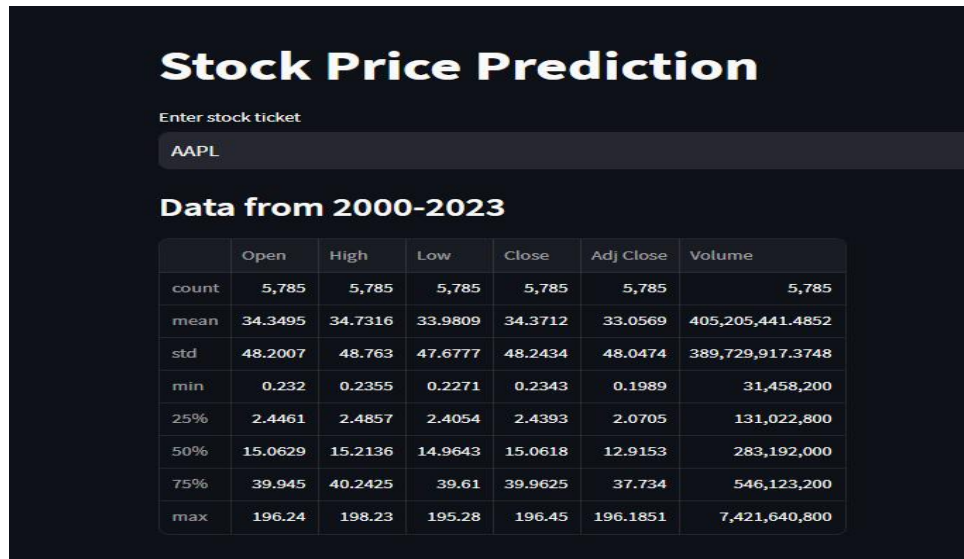 Stock Price Prediction
Enter stock ticket
AAPL
Data from 2000-2023
Open High Low Close Adj Close Volume
count 5,785 5,785 5,785 5,785 5,785 5,785
mean 34.3495 34.7316 33.9809 34.3712 33.0569 405,205,441.4852
std 48.2007 48.763 47.6777 48.2434 48.0474 389,729,917.3748
min 0.232 0.2355 0.2271 0.2343 0.1989 31,458,200
25% 2.4461 2.4857 2.4054 2.4393 2.0705 131,022,800
50% 15.0629 15.2136 14.9643 15.0618 12.9153 283,192,000
75% 39.945 40.2425 39.61 39.9625 37.734 546,123,200
max 196.24 198.23 195.28 196.45 196.1851 7,421,640,800